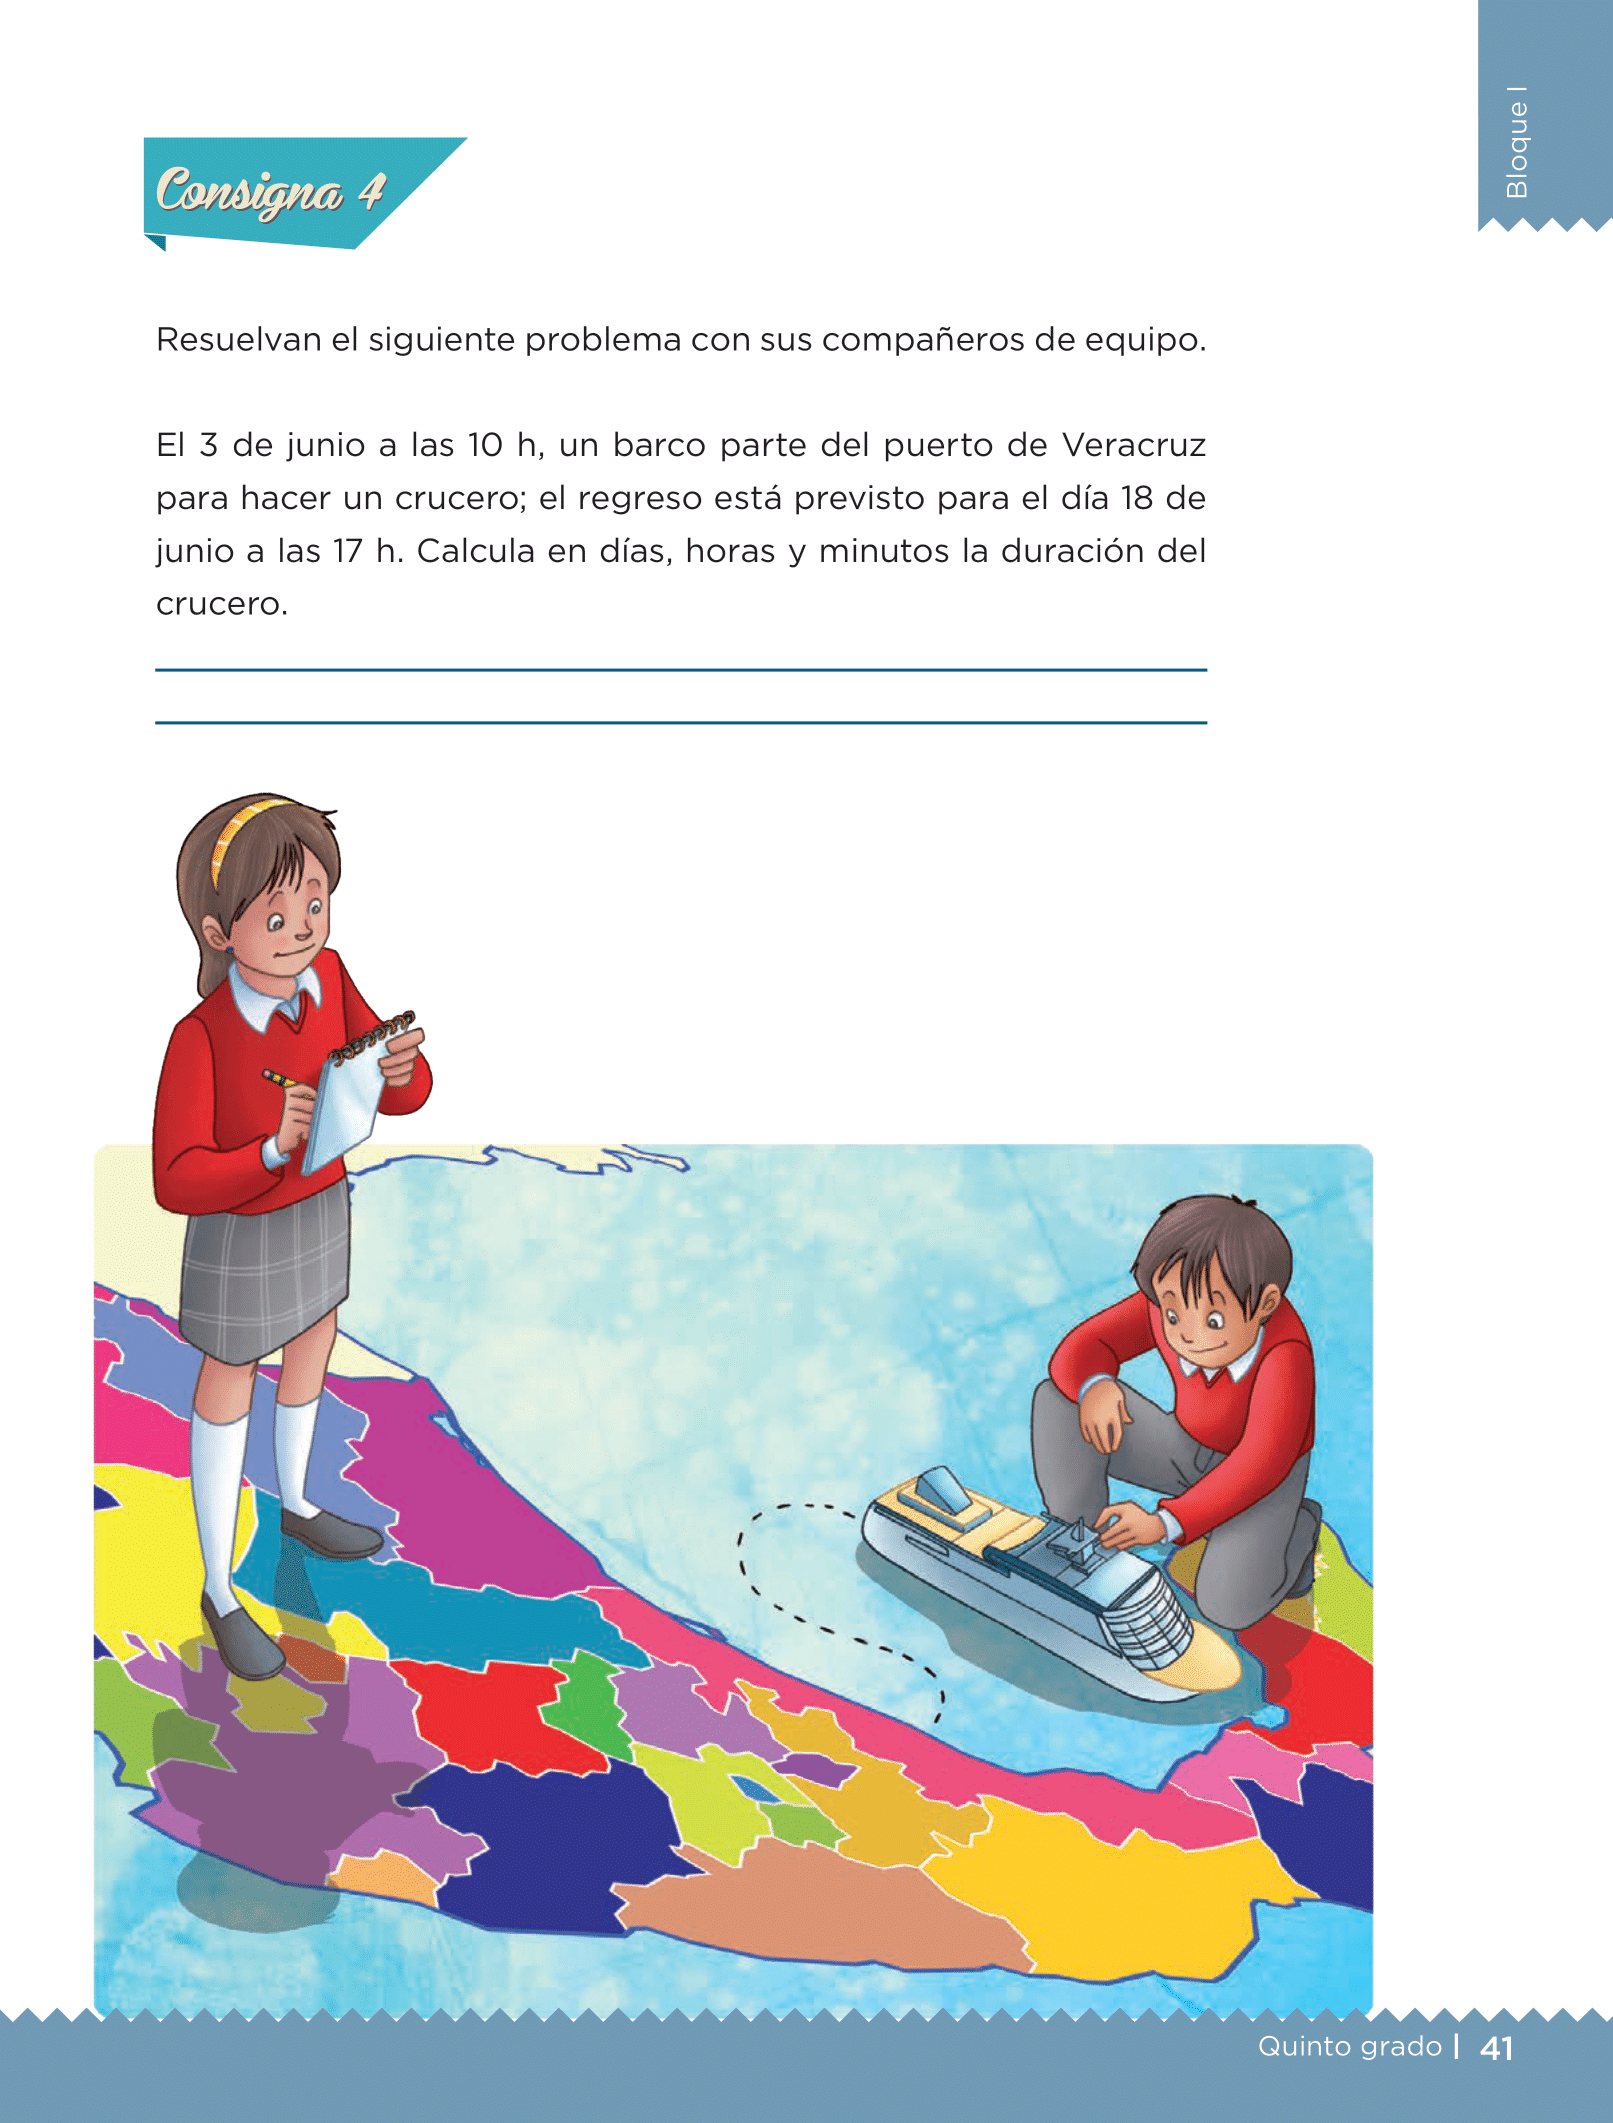 Bloque I
Consigna 4
Resuelvan el siguiente problema con sus compañeros de equipo.
El 3 de junio a las 10 h, un barco parte del puerto de Veracruz
para hacer un crucero; el regreso está previsto para el día 18 de
junio a las 17 h. Calcula en días, horas y minutos la duración del
crucero.
Quinto grado | 41